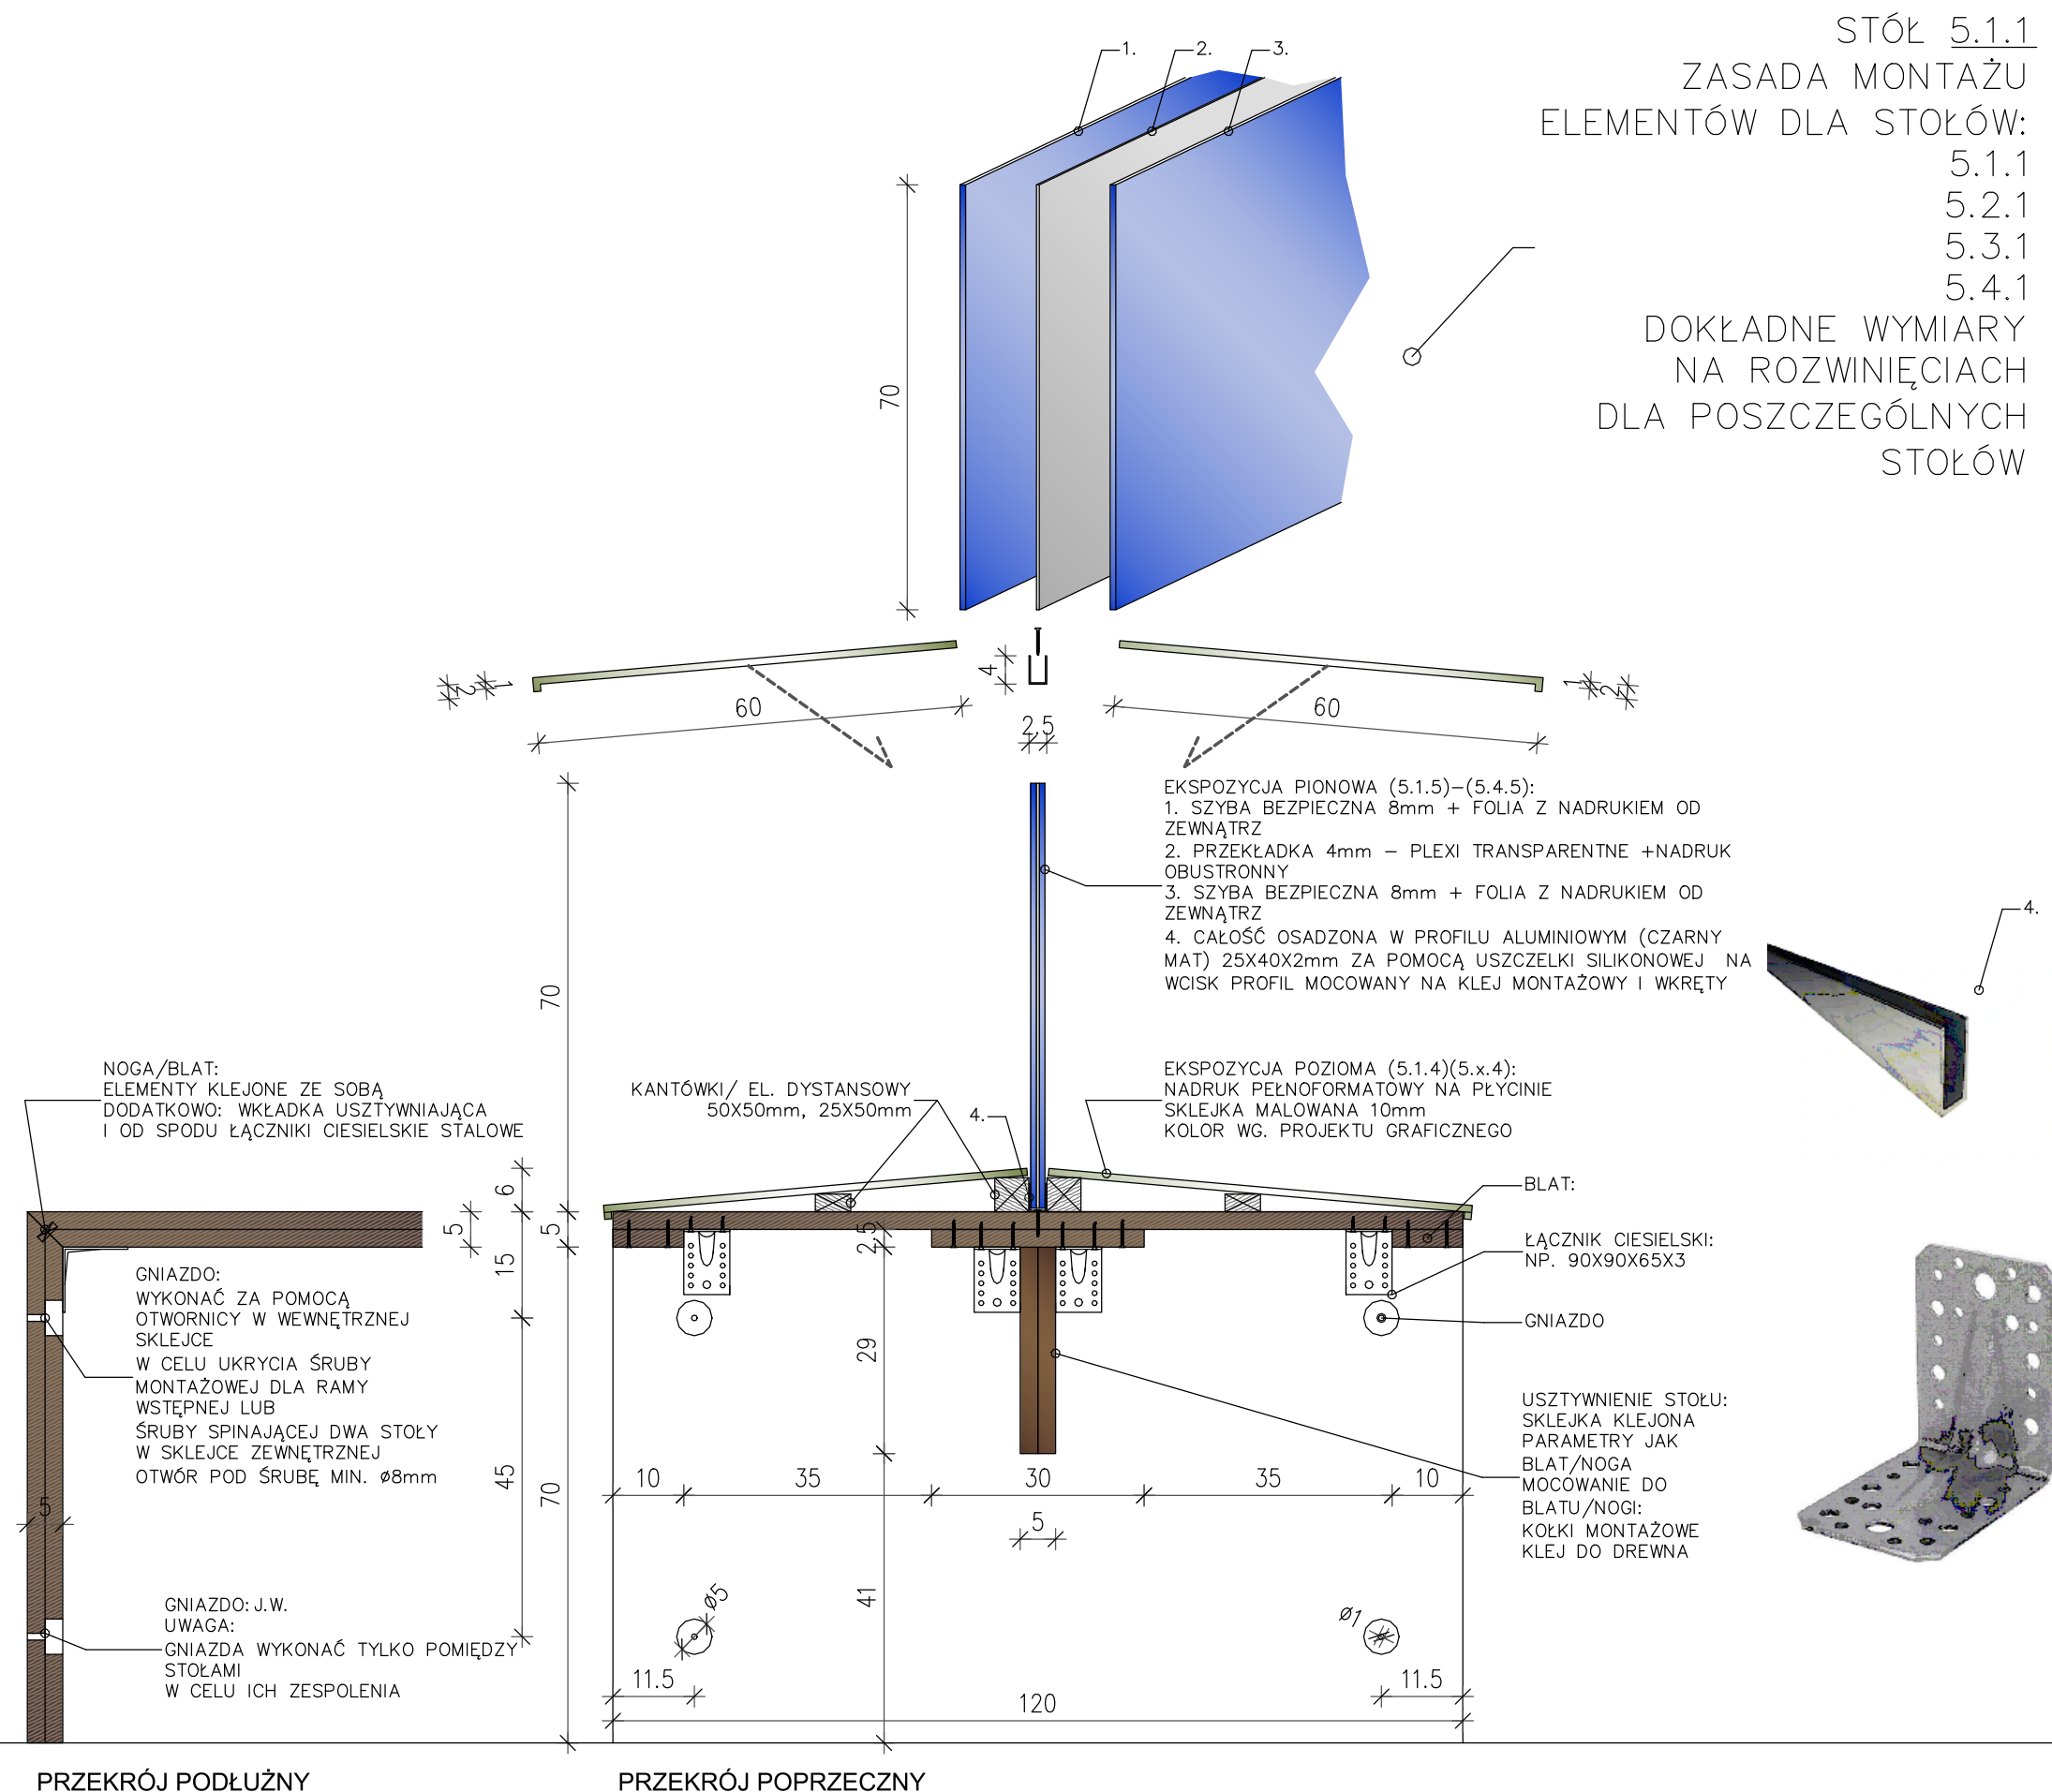 STÓŁ 5.1.1
ZASADA MONTAŻU
ELEMENTÓW DLA STOŁÓW:
5.1.1
5.2.1
5.3.1
5.4.1
DOKŁADNE WYMIARY
NA ROZWINIĘCIACH
DLA POSZCZEGÓLNYCH
STOŁÓW
1.
2.
3.
70
4
2 1
60
2,5
60
1 2
EKSPOZYCJA PIONOWA (5.1.5)–(5.4.5):
1. SZYBA BEZPIECZNA 8mm + FOLIA Z NADRUKIEM OD
ZEWNĄTRZ
2. PRZEKŁADKA 4mm – PLEXI TRANSPARENTNE +NADRUK
OBUSTRONNY
3. SZYBA BEZPIECZNA 8mm + FOLIA Z NADRUKIEM OD
ZEWNĄTRZ
4. CAŁOŚĆ OSADZONA W PROFILU ALUMINIOWYM (CZARNY
MAT) 25X40X2mm ZA POMOCĄ USZCZELKI SILIKONOWEJ NA
WCISK PROFIL MOCOWANY NA KLEJ MONTAŻOWY I WKRĘTY
4.
70
NOGA/BLAT:
ELEMENTY KLEJONE ZE SOBĄ
DODATKOWO: WKŁADKA USZTYWNIAJĄCA
I OD SPODU ŁĄCZNIKI CIESIELSKIE STALOWE
KANTÓWKI/ EL. DYSTANSOWY
50X50mm, 25X50mm
4.
EKSPOZYCJA POZIOMA (5.1.4)(5.x.4):
NADRUK PEŁNOFORMATOWY NA PŁYCINIE
SKLEJKA MALOWANA 10mm
KOLOR WG. PROJEKTU GRAFICZNEGO
BLAT:
ŁĄCZNIK CIESIELSKI:
NP. 90X90X65X3
GNIAZDO
6
5
5
15
2,5
29
GNIAZDO:
WYKONAĆ ZA POMOCĄ
OTWORNICY W WEWNĘTRZNEJ
SKLEJCE
W CELU UKRYCIA ŚRUBY
MONTAŻOWEJ DLA RAMY
WSTĘPNEJ LUB
ŚRUBY SPINAJĄCEJ DWA STOŁY
W SKLEJCE ZEWNĘTRZNEJ
OTWÓR POD ŚRUBĘ MIN. ø8mm
45
70
5
USZTYWNIENIE STOŁU:
SKLEJKA KLEJONA
PARAMETRY JAK
BLAT/NOGA
MOCOWANIE DO
BLATU/NOGI:
KOŁKI MONTAŻOWE
KLEJ DO DREWNA
10 35 30 35 10
5
41
ø5
ø1
GNIAZDO: J.W.
UWAGA:
GNIAZDA WYKONAĆ TYLKO POMIĘDZY
STOŁAMI
W CELU ICH ZESPOLENIA
11.5
11.5
120
PRZEKRÓJ PODŁUŻNY
PRZEKRÓJ POPRZECZNY